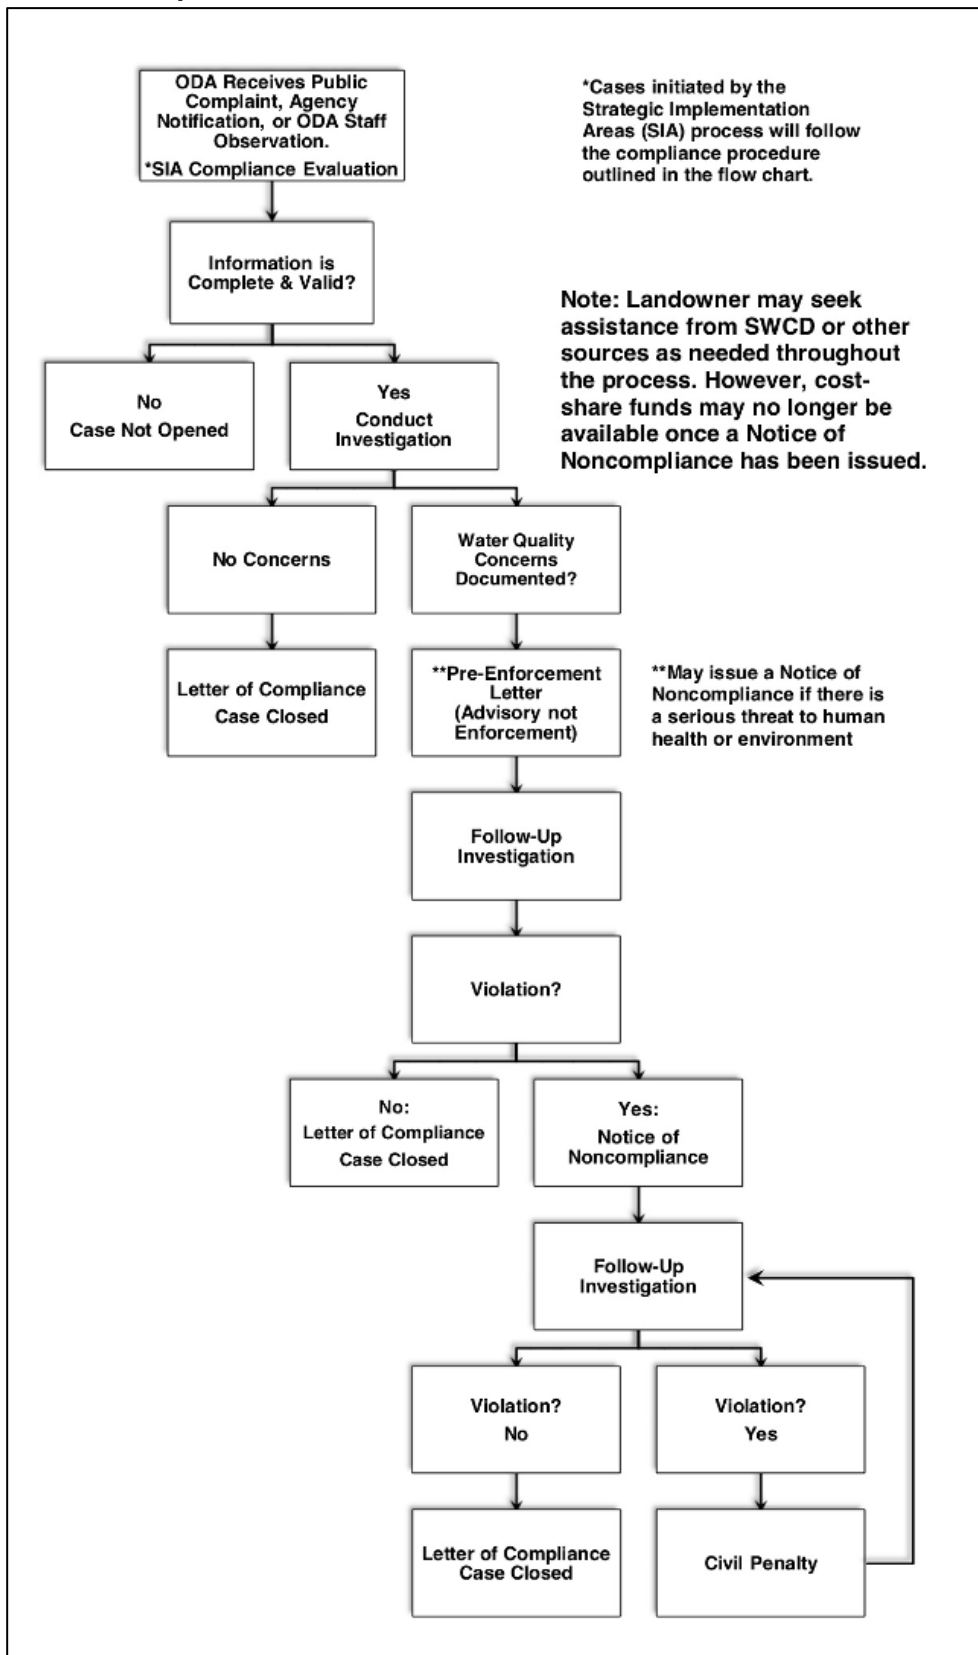 ODA Receives Public
Complaint, Agency
Notification, or ODA Staff
Observation.
*SIA Compliance Evaluation
*Cases initiated by the
Strategic Implementation
Areas (SIA) process will follow
the compliance procedure
outlined in the flow chart.
Information is
Complete & Valid?
Note: Landowner may seek
assistance from SWCD or other
sources as needed throughout
the process. However, cost-
share funds may no longer be
available once a Notice of
Noncompliance has been issued.
No
Case Not Opened
Yes
Conduct
Investigation
No Concerns
Water Quality
Concerns
Documented?
Letter of Compliance
Case Closed
**Pre-Enforcement
Letter
(Advisory not
Enforcement)
**May issue a Notice of
Noncompliance if there is
a serious threat to human
health or environment
Follow-Up
Investigation
Violation?
No:
Letter of Compliance
Case Closed
Yes:
Notice of
Noncompliance
Follow-Up
Investigation
Violation?
No
Violation?
Yes
Letter of Compliance
Case Closed
Civil Penalty